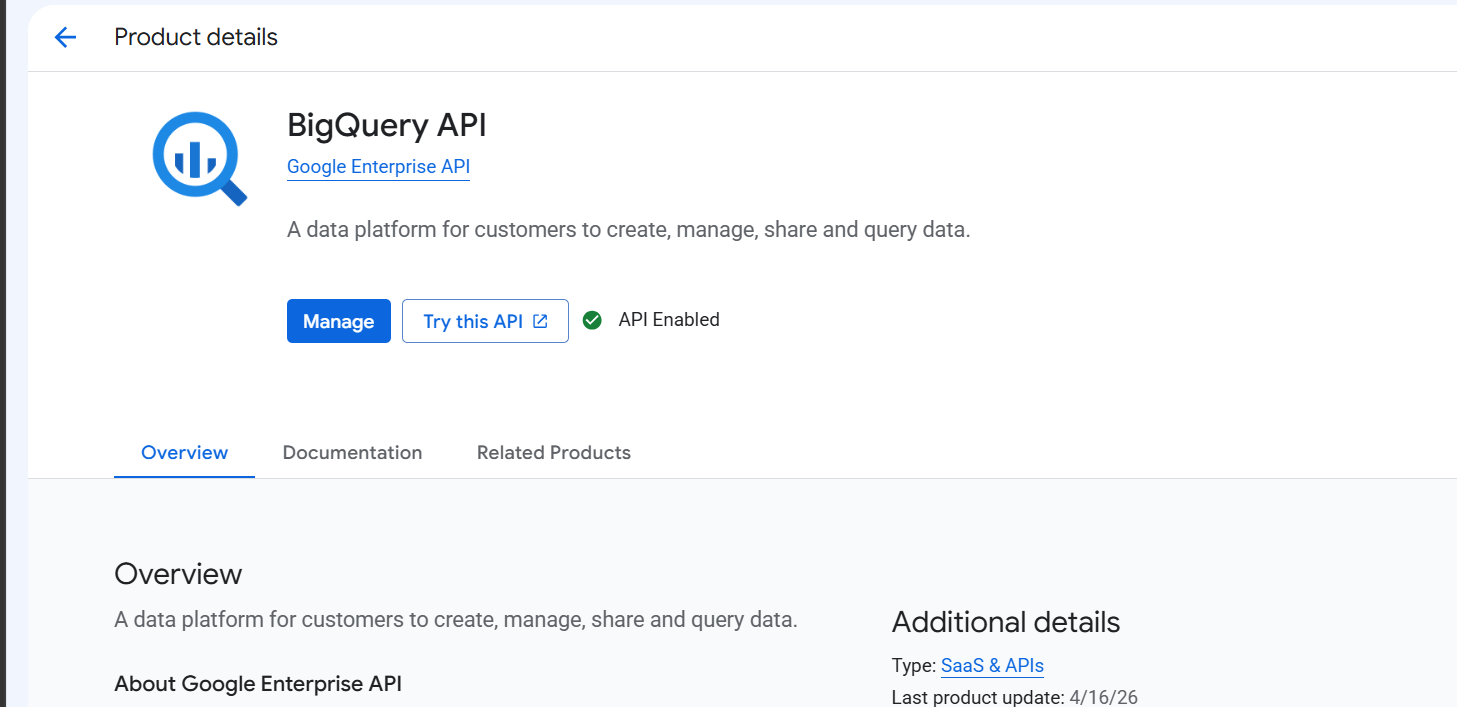 Product details
BigQuery API
Google Enterprise API
A data platform for customers to create, manage, share and query data.
Manage
Try this API
API Enabled
Overview
Documentation
Related Products
Overview
A data platform for customers to create, manage, share and query data.
About Google Enterprise API
Additional details
Type: SaaS & APIs
Last product update: 4/16/26